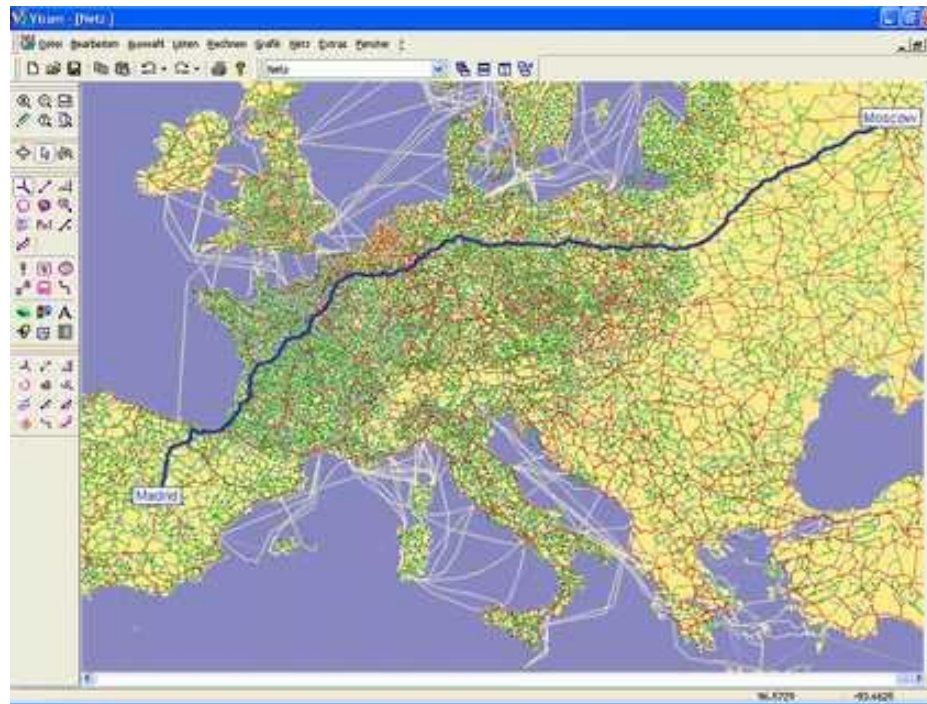 Visum - [Netz ]
Datei Bearbeiten Auswahl Listen Rechnen Grafik Netz Extras Fenster ?
Netz
Moscow
Madrid